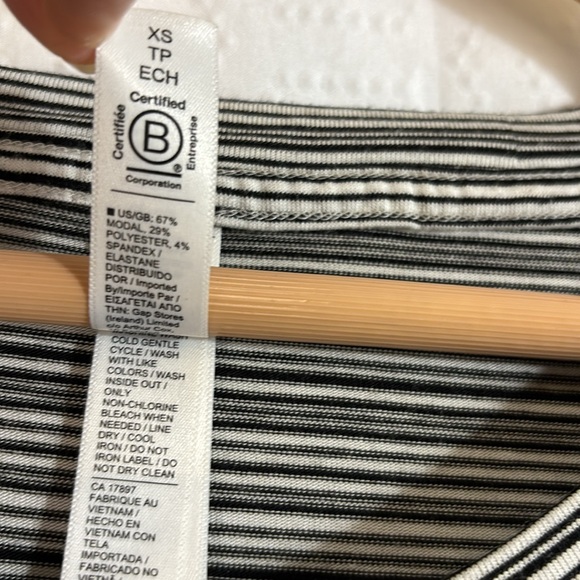 XS
TP
ECH
Certified
Certifiée
B
®
Entreprise
Corporation
■ US/GB: 67%
MODAL, 29%
POLYESTER, 4%
SPANDEX /
ELASTANE
DISTRIBUIDO
POR / Imported
By/Importe Par /
ΕΙΣΑΓΕΤΑΙ ΑΠΟ
THN: Gap Stores
(Ireland) Limited
c/o Arthur Cox,
COLD GENTLE
CYCLE / WASH
WITH LIKE
COLORS / WASH
INSIDE OUT /
ONLY
NON-CHLORINE
BLEACH WHEN
NEEDED / LINE
DRY / COOL
IRON / DO NOT
IRON LABEL / DO
NOT DRY CLEAN
CA 17897
FABRIQUE AU
VIETNAM /
HECHO EN
VIETNAM CON
TELA
IMPORTADA /
FABRICADO NO